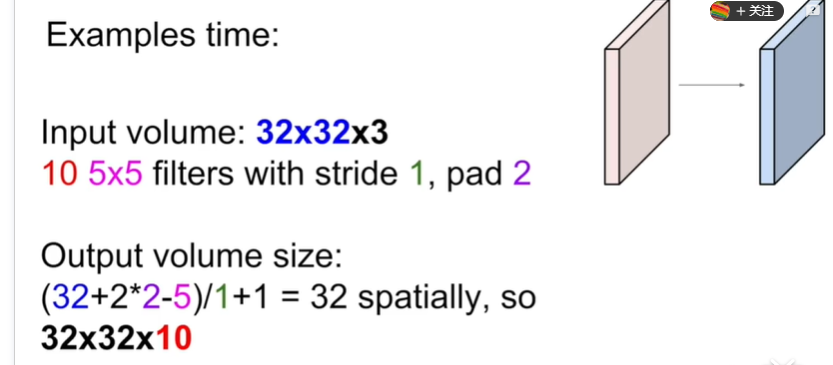 Examples time:
+ 关注
?
Input volume: 32x32x3
10 5x5 filters with stride 1, pad 2
Output volume size:
(32+2*2-5)/1+1 = 32 spatially, so
32x32x10